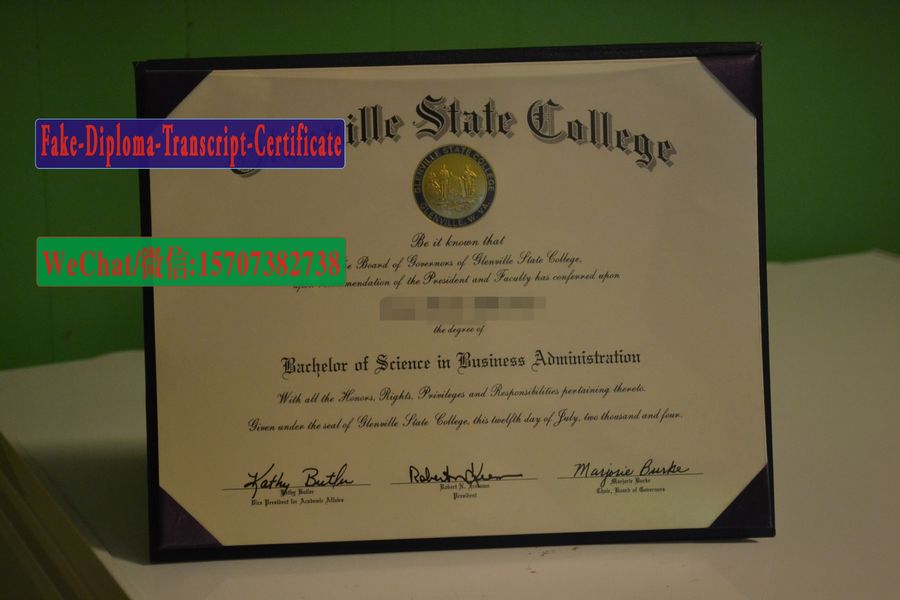 Fake-Diploma-Transcript-Certificate
ville State College
GLENVILLE STATE COLLEGE
GLENVILLE, W. VA.
Be it known that
WeChat/微信:15707382738
Board of Governors of Glenville State College,
recommendation of the President and Faculty has conferred upon
the degree of
Bachelor of Science in Business Administration
With all the Honors, Rights, Privileges and Responsibilities pertaining thereto.
Given under the seal of Glenville State College, this twelfth day of July, two thousand and four.
Kathy Butler
Robert N. Freeman
Marjorie Burke
Kathy Butler
Vice President for Academic Affairs
Robert N.
President
Marjorie Burke
Chair, Board of Governors